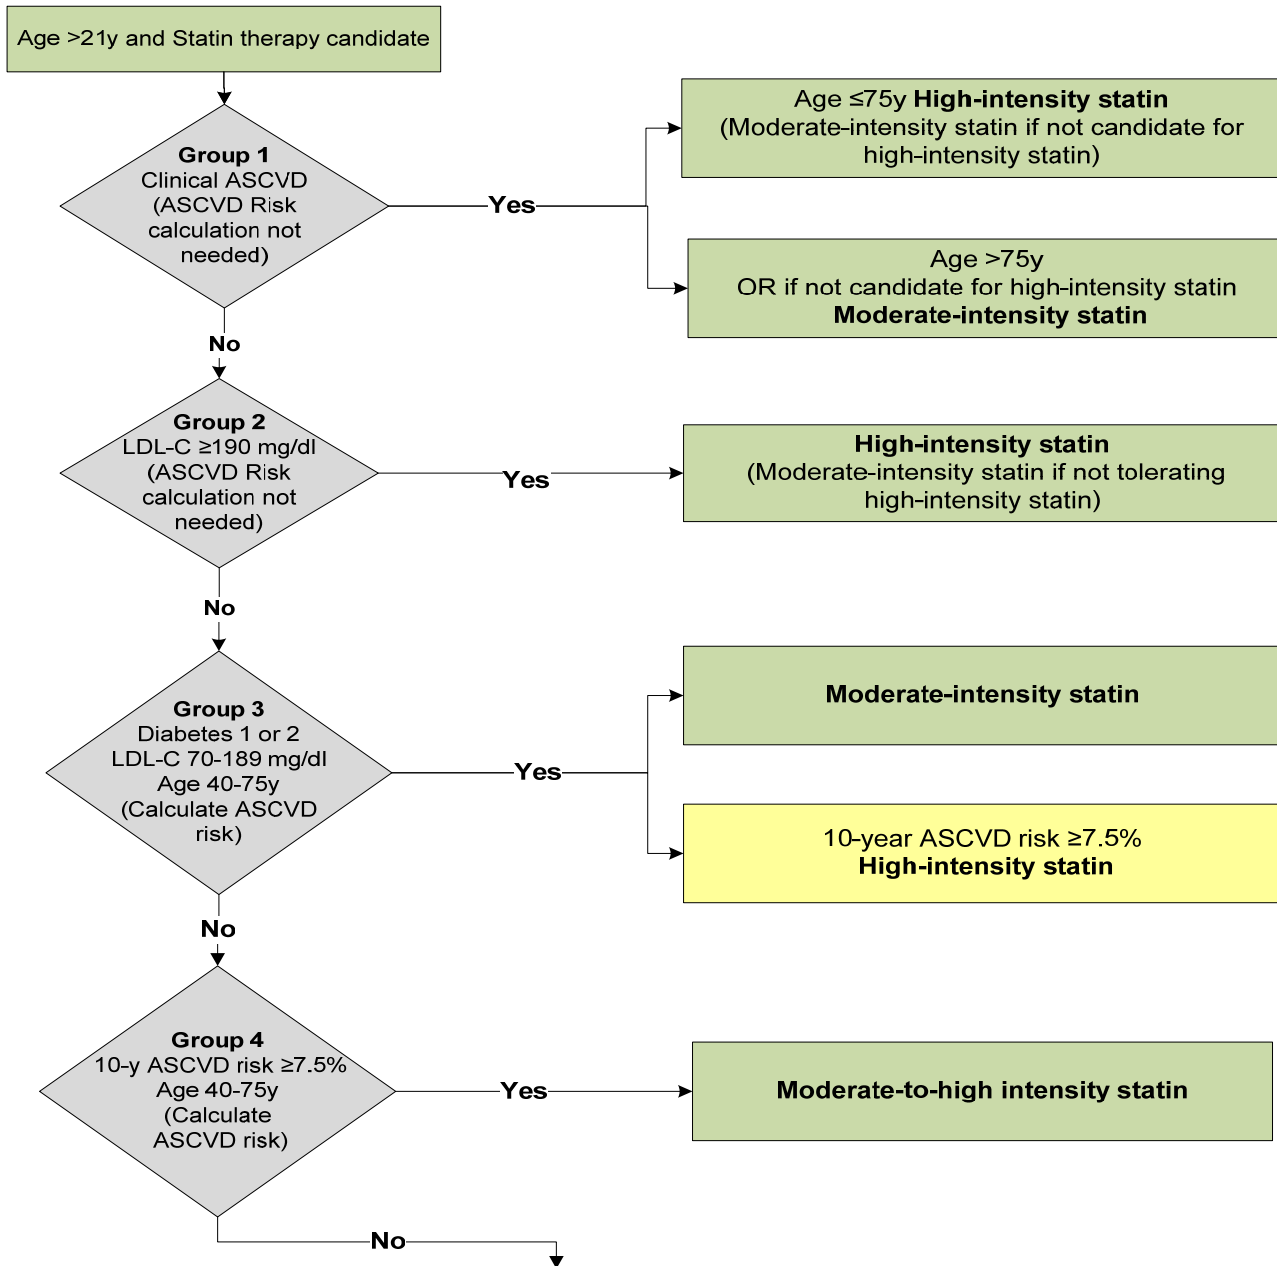 Age >21y and Statin therapy candidate
Group 1
Clinical ASCVD
(ASCVD Risk
calculation not
needed)
Yes
Age ≤75y High-intensity statin
(Moderate-intensity statin if not candidate for
high-intensity statin)
Age >75y
OR if not candidate for high-intensity statin
Moderate-intensity statin
No
Group 2
LDL-C ≥190 mg/dl
(ASCVD Risk
calculation not
needed)
Yes
High-intensity statin
(Moderate-intensity statin if not tolerating
high-intensity statin)
No
Group 3
Diabetes 1 or 2
LDL-C 70-189 mg/dl
Age 40-75y
(Calculate ASCVD
risk)
Yes
Moderate-intensity statin
10-year ASCVD risk ≥7.5%
High-intensity statin
No
Group 4
10-y ASCVD risk ≥7.5%
Age 40-75y
(Calculate
ASCVD risk)
Yes
Moderate-to-high intensity statin
No